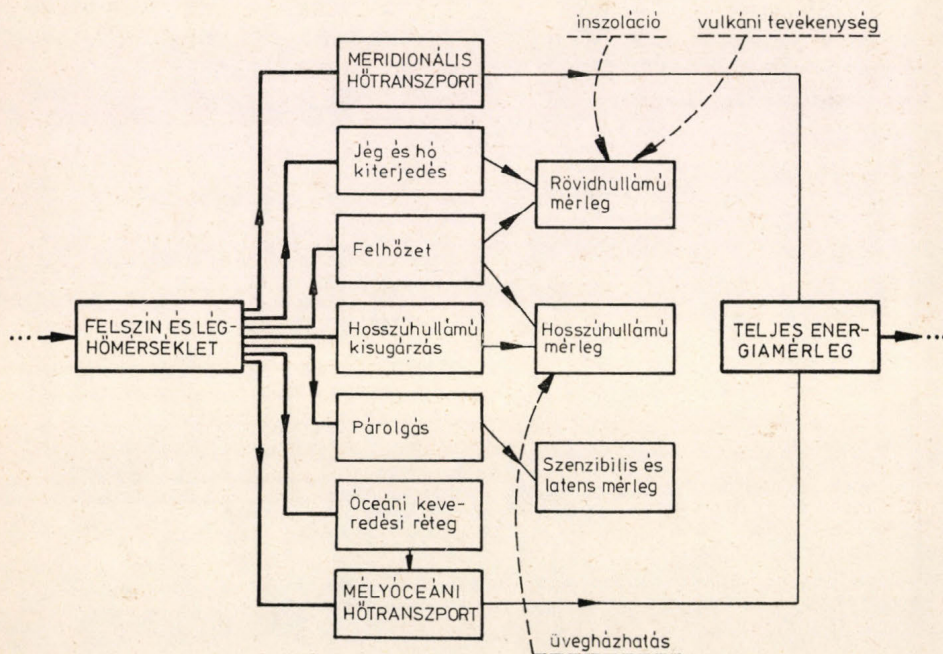 inszoláció
vulkáni tevékenység
MERIDIONÁLIS
HŐTRANSZPORT
Jég és hó
kiterjedés
Rövidhullámú
mérleg
Felhőzet
FELSZÍN ÉS LÉG-
HŐMÉRSÉKLET
Hosszúhullámú
kisugárzás
Hosszúhullámú
mérleg
TELJES ENER-
GIAMÉRLEG
Párolgás
Szenzibilis és
latens mérleg
Óceáni keve-
redési réteg
MÉLYÓCEÁNI
HŐTRANSZPORT
üvegházhatás